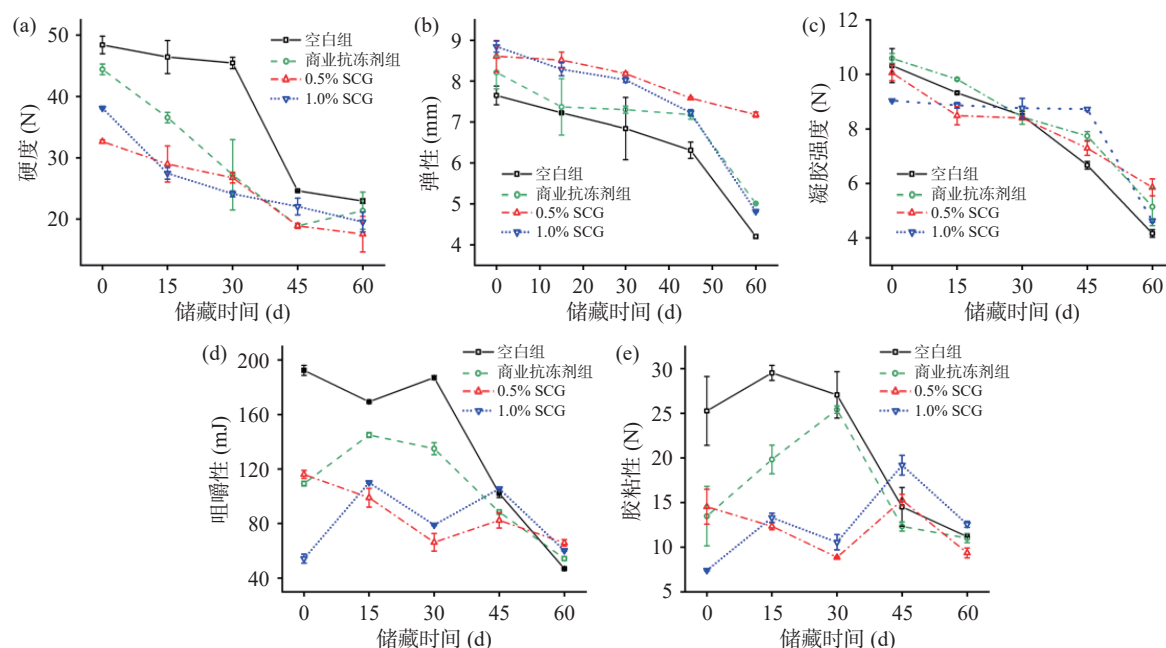 (a)
50
40
30
20
硬度 (N)
空白组
商业抗冻剂组
0.5% SCG
1.0% SCG
0 15 30 45 60
储藏时间 (d)
(b)
9
8
7
6
5
4
弹性 (mm)
空白组
商业抗冻剂组
0.5% SCG
1.0% SCG
0 10 20 30 40 50 60
储藏时间 (d)
(c)
12
10
8
6
4
凝胶强度 (N)
空白组
商业抗冻剂组
0.5% SCG
1.0% SCG
0 15 30 45 60
储藏时间 (d)
(d)
200
160
120
80
40
咀嚼性 (mJ)
空白组
商业抗冻剂组
0.5% SCG
1.0% SCG
0 15 30 45 60
储藏时间 (d)
(e)
30
25
20
15
10
5
胶粘性 (N)
空白组
商业抗冻剂组
0.5% SCG
1.0% SCG
0 15 30 45 60
储藏时间 (d)